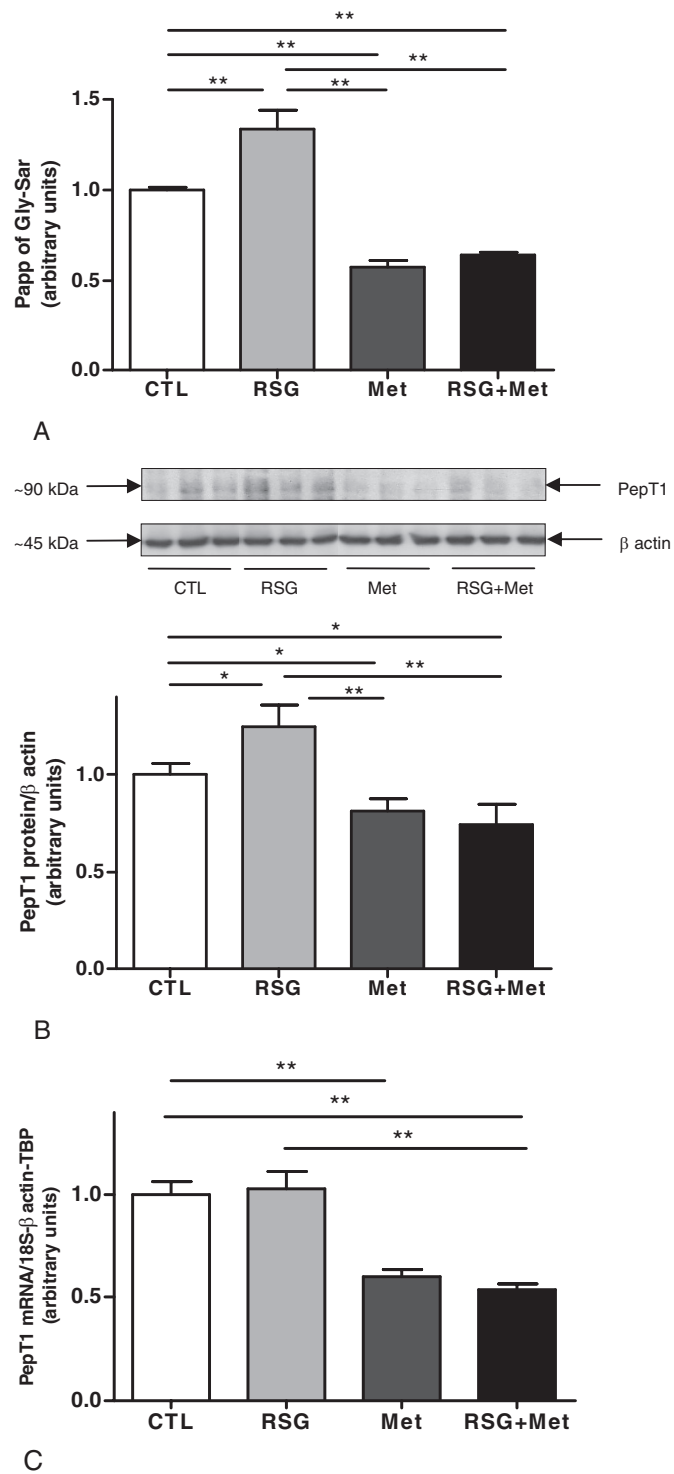 **
**
**
** **
1.5
1.0
0.5
0.0
Papp of Gly-Sar
(arbitrary units)
CTL RSG Met RSG+Met
A
~90 kDa PepT1
~45 kDa β actin
CTL RSG Met RSG+Met
*
*
**
*
**
1.0
0.5
0.0
PepT1 protein/β actin
(arbitrary units)
CTL RSG Met RSG+Met
B
**
**
**
1.0
0.5
0.0
PepT1 mRNA/18S-β actin-TBP
(arbitrary units)
CTL RSG Met RSG+Met
C